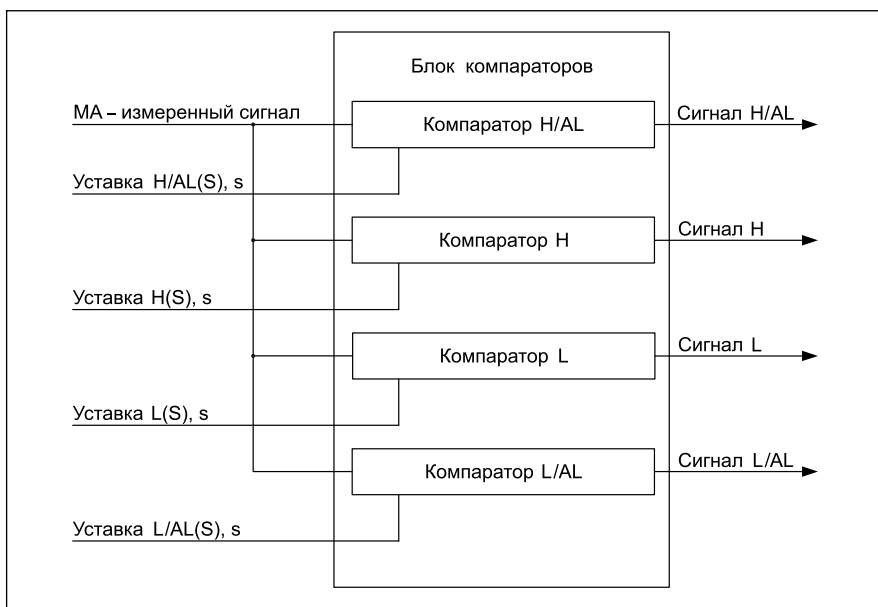 Блок компараторов
МА – измеренный сигнал
Компаратор H/AL
Сигнал H/AL
Уставка H/AL(S), s
Компаратор H
Сигнал H
Уставка H(S), s
Компаратор L
Сигнал L
Уставка L(S), s
Компаратор L/AL
Сигнал L/AL
Уставка L/AL(S), s